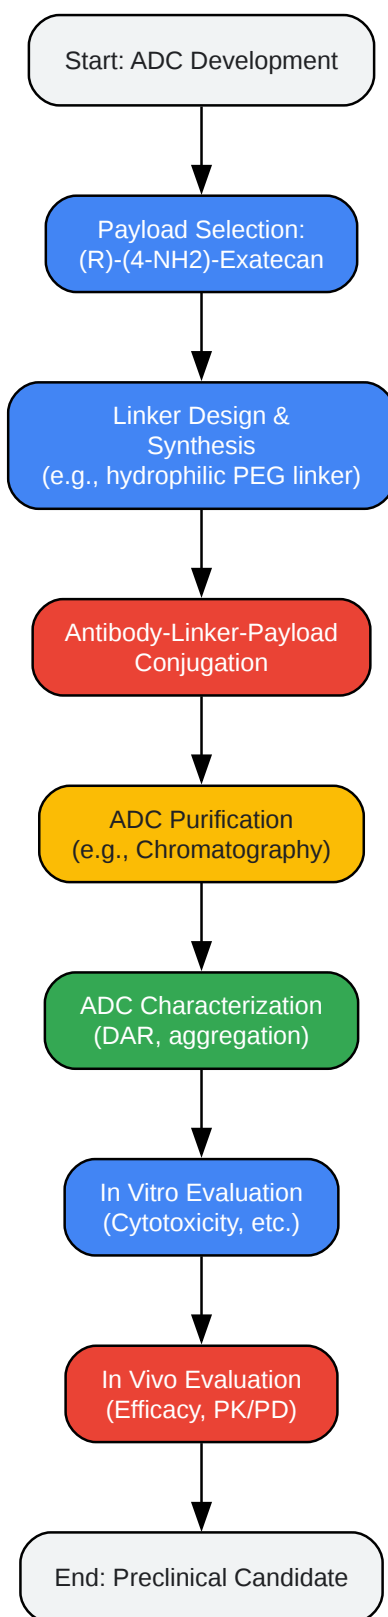 Start: ADC Development
Payload Selection:
(R)-(4-NH2)-Exatecan
Linker Design &
Synthesis
(e.g., hydrophilic PEG linker)
Antibody-Linker-Payload
Conjugation
ADC Purification
(e.g., Chromatography)
ADC Characterization
(DAR, aggregation)
In Vitro Evaluation
(Cytotoxicity, etc.)
In Vivo Evaluation
(Efficacy, PK/PD)
End: Preclinical Candidate